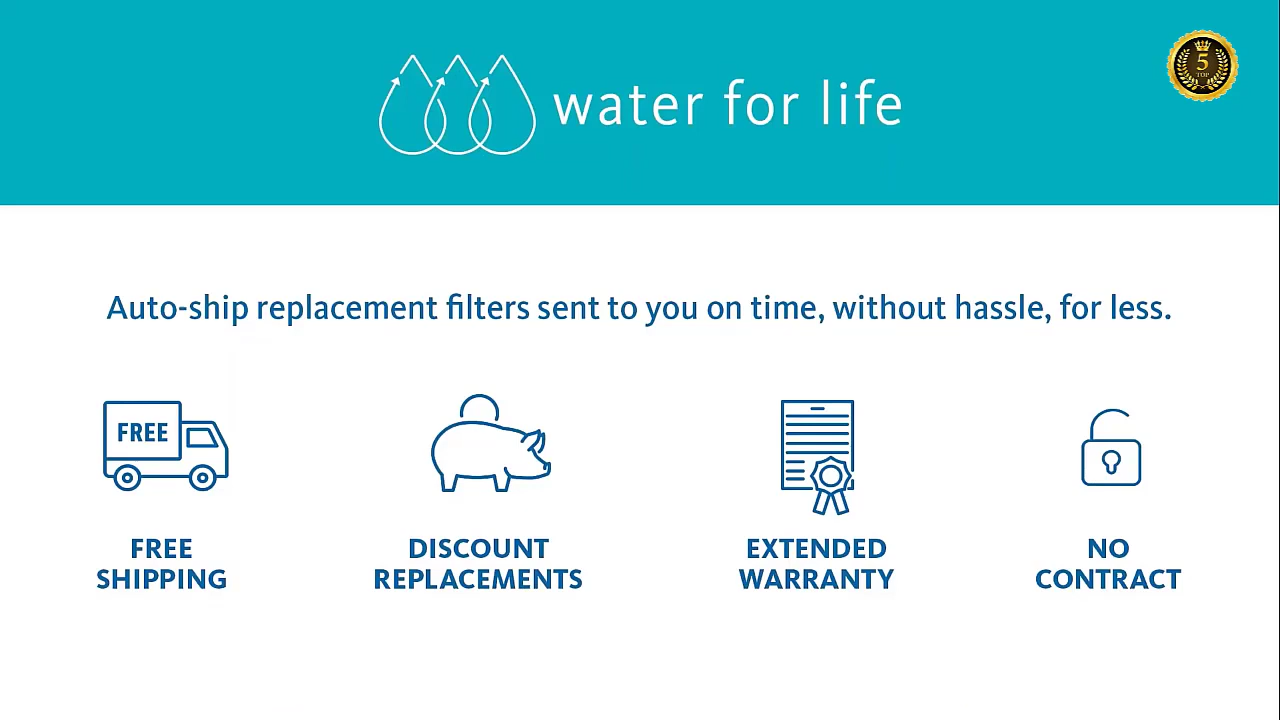 water for life
5
TOP
Auto-ship replacement filters sent to you on time, without hassle, for less.
FREE
FREE
SHIPPING
DISCOUNT
REPLACEMENTS
EXTENDED
WARRANTY
NO
CONTRACT